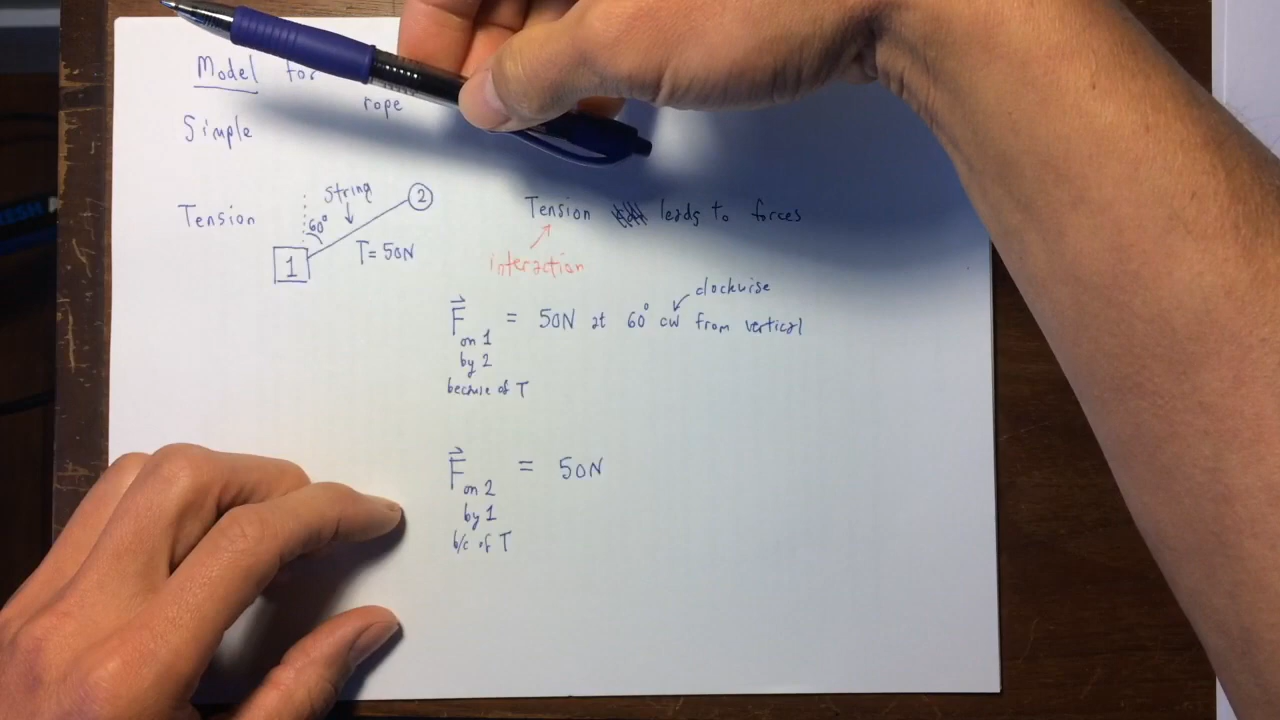 Model for
rope
Simple
Tension
String
2
60°
T = 50N
1
Tension leads to forces
interaction
clockwise
F⃗ on 1 = 50N at 60° cw from vertical
by 2
because of T
F⃗ on 2 = 50N
by 1
b/c of T